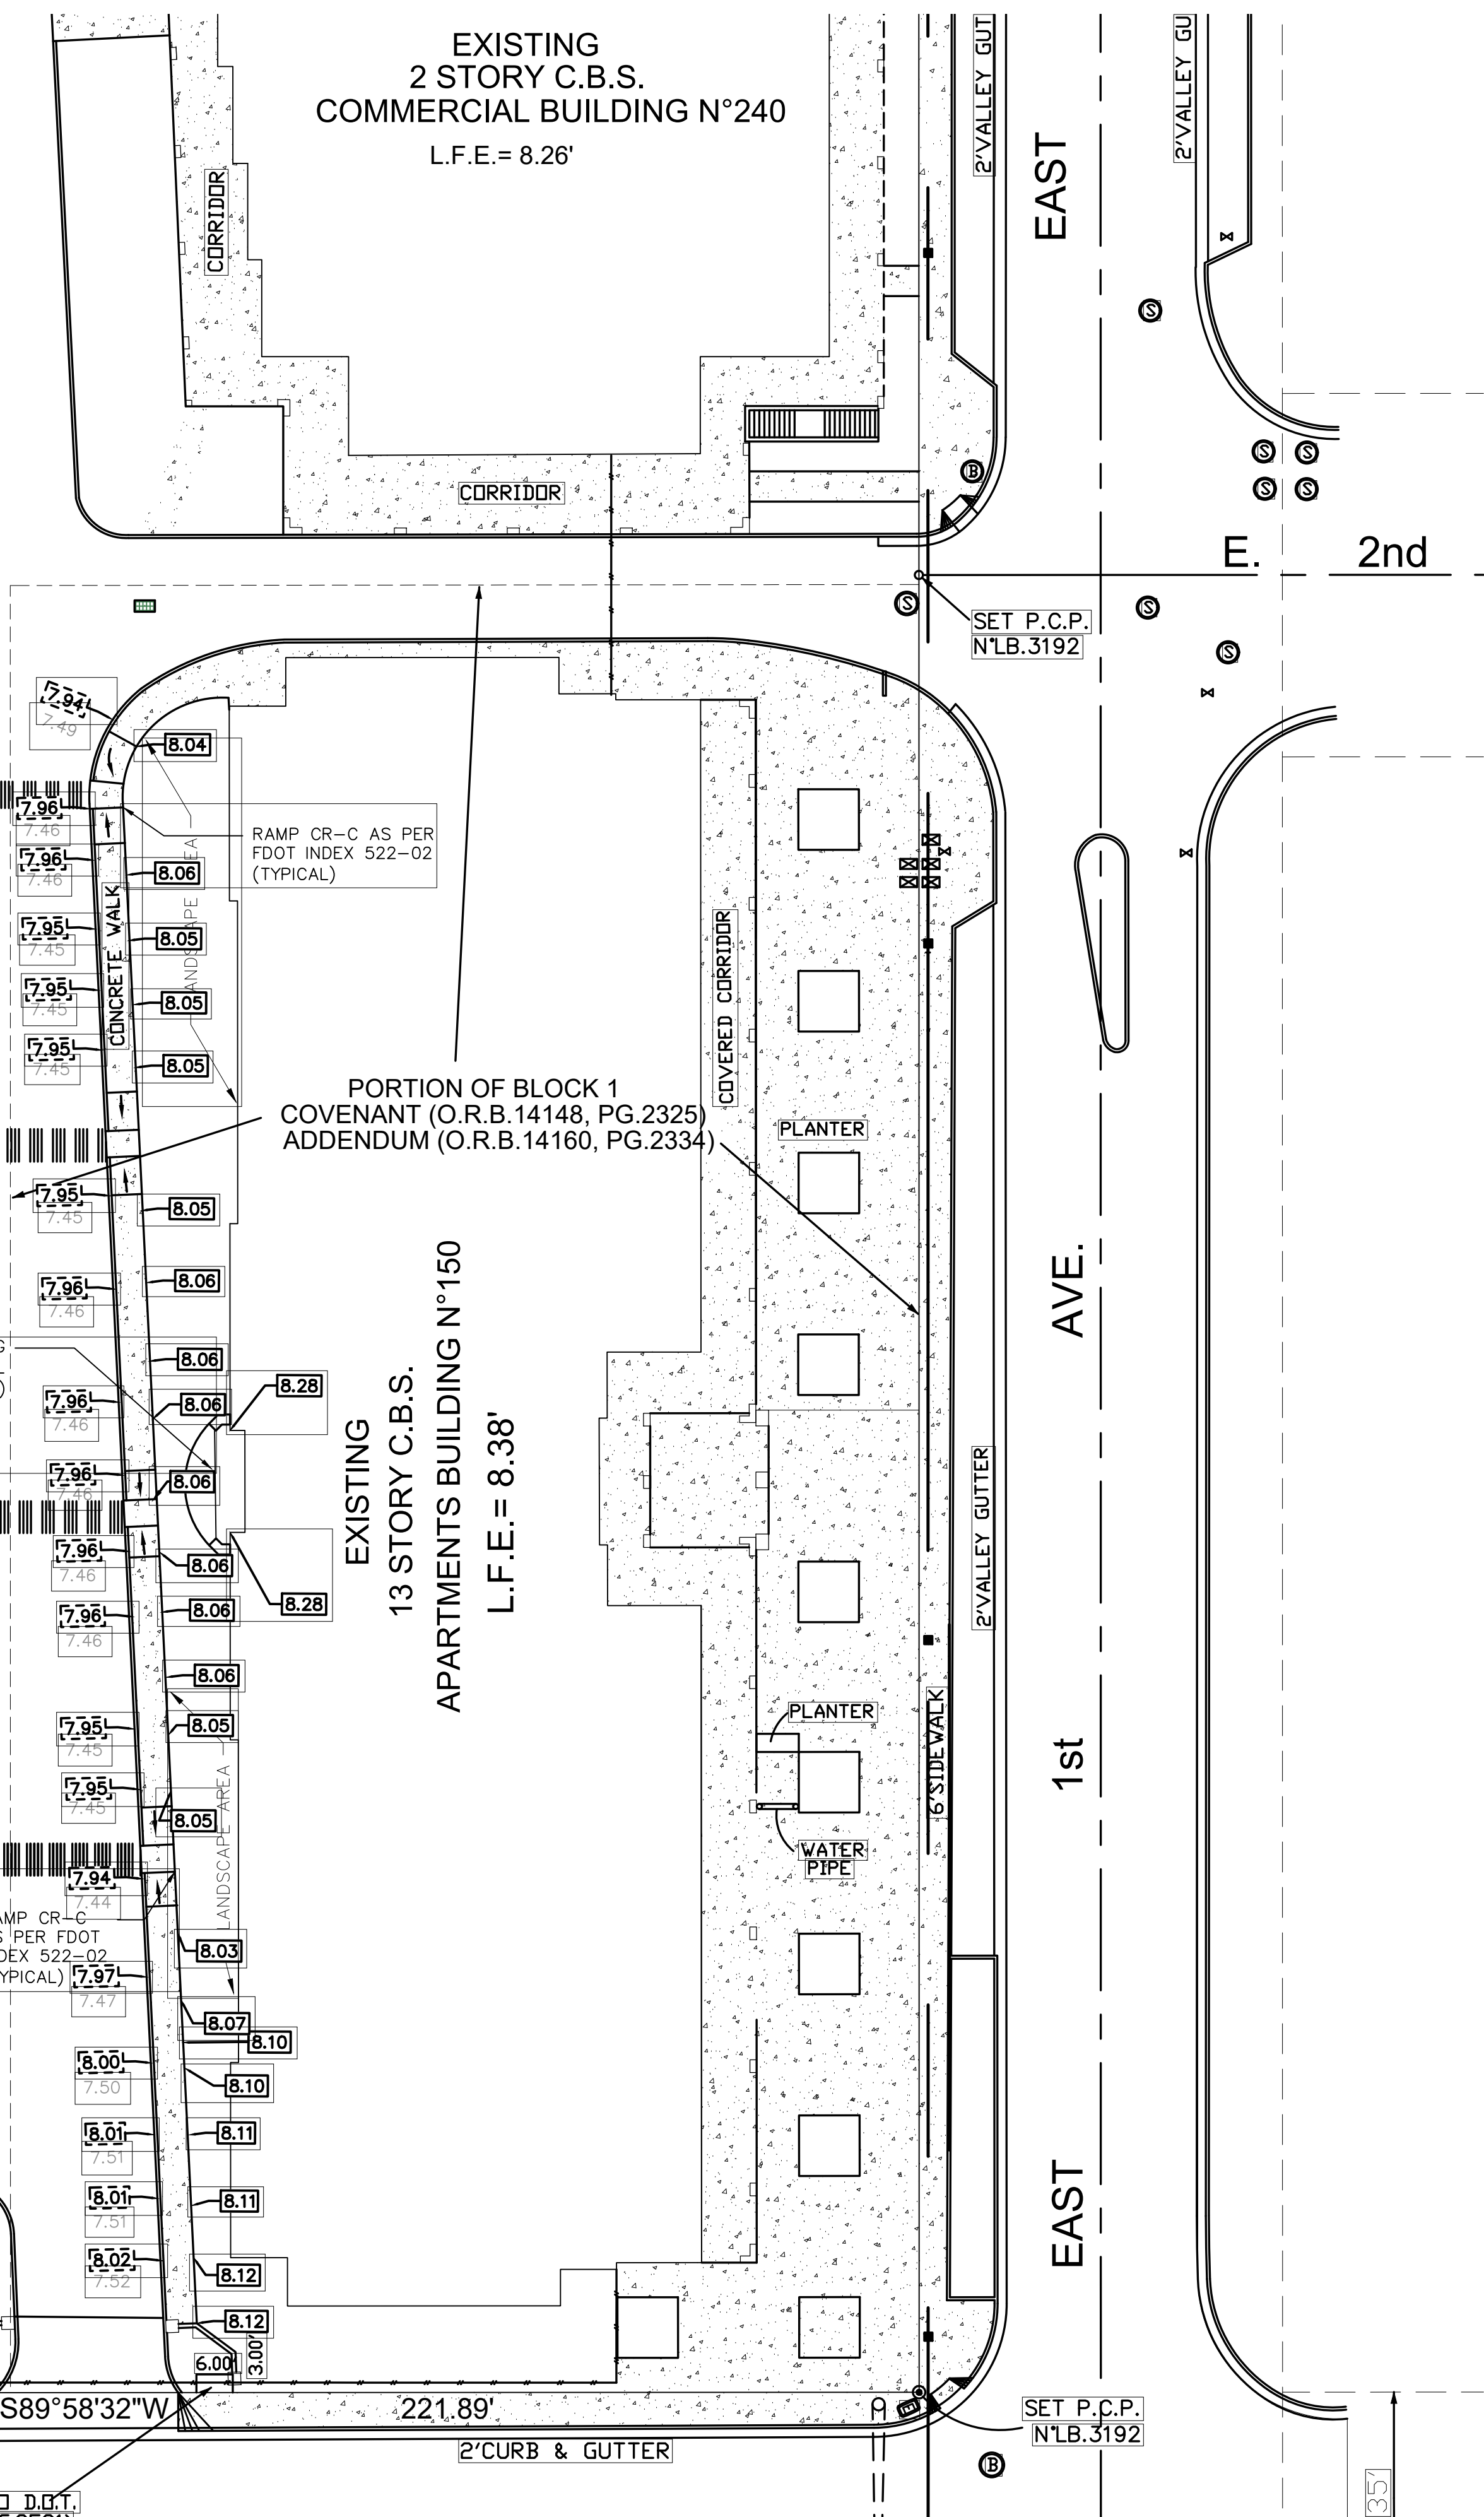 EXISTING
2 STORY C.B.S.
COMMERCIAL BUILDING N°240
L.F.E.= 8.26'
2'VALLEY GUT
2'VALLEY GU
EAST
CORRIDOR
CORRIDOR
B
S
S
S
S
S
E. 2nd
S
S
S
SET P.C.P.
N°LB.3192
7.94
7.49
8.04
7.96
7.46
RAMP CR-C AS PER
FDOT INDEX 522-02
(TYPICAL)
7.96
7.46
8.06
CONCRETE WALK
7.95
7.45
8.05
7.95
7.45
8.05
7.95
7.45
8.05
COVERED CORRIDOR
PORTION OF BLOCK 1
COVENANT (O.R.B.14148, PG.2325)
ADDENDUM (O.R.B.14160, PG.2334)
PLANTER
7.95
7.45
8.05
7.96
7.46
8.06
8.06
7.96
7.46
8.06
8.28
7.96
7.46
8.06
7.96
7.46
8.06
8.28
7.96
7.46
8.06
8.06
EXISTING
13 STORY C.B.S.
APARTMENTS BUILDING N°150
L.F.E.= 8.38'
2'VALLEY GUTTER
AVE.
7.95
7.45
8.05
PLANTER
6'SIDEWALK
1st
7.95
7.45
8.05
LANDSCAPE AREA
WATER
PIPE
7.94
7.44
8.03
CR-C
PER FDOT
522-02
7.97
7.47
8.07
8.10
8.00
7.50
8.10
8.01
7.51
8.11
8.01
7.51
8.11
8.02
7.52
8.12
8.12
EAST
6.00'
3.00'
S89°58'32"W
221.89'
2'CURB & GUTTER
SET P.C.P.
N°LB.3192
B
35'
D.O.T.